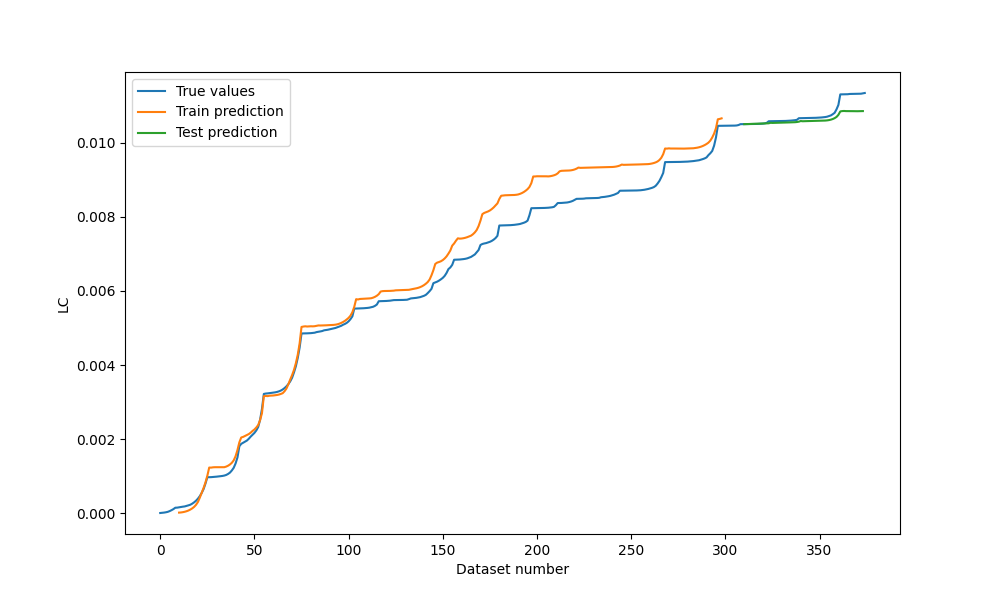 True values
Train prediction
Test prediction
LC
0.010
0.008
0.006
0.004
0.002
0.000
0 50 100 150 200 250 300 350
Dataset number